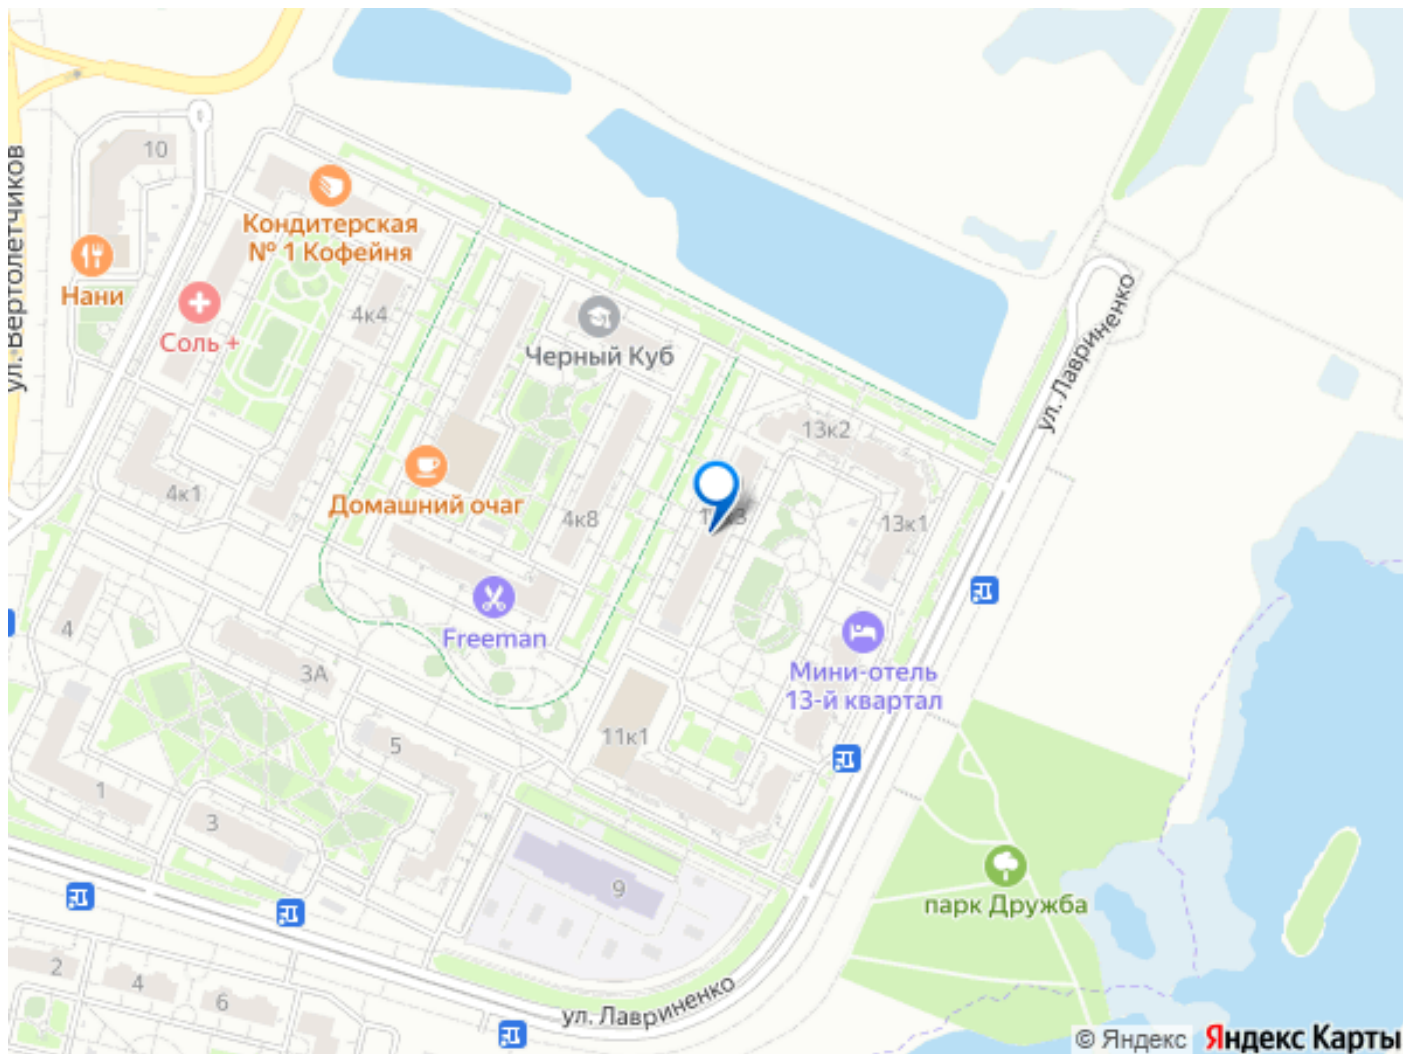 ул. Вертолетчиков
10
Кондитерская
№ 1 Кофейня
Нани
Соль +
4к4
Черный Куб
ул. Лавриненко
13к2
4к1
Домашний очаг
4к8
13к1
4
Freeman
3А
Мини-отель
13-й квартал
5
11к1
1
3
9
парк Дружба
2
4
6
ул. Лавриненко
© Яндекс Яндекс Карты